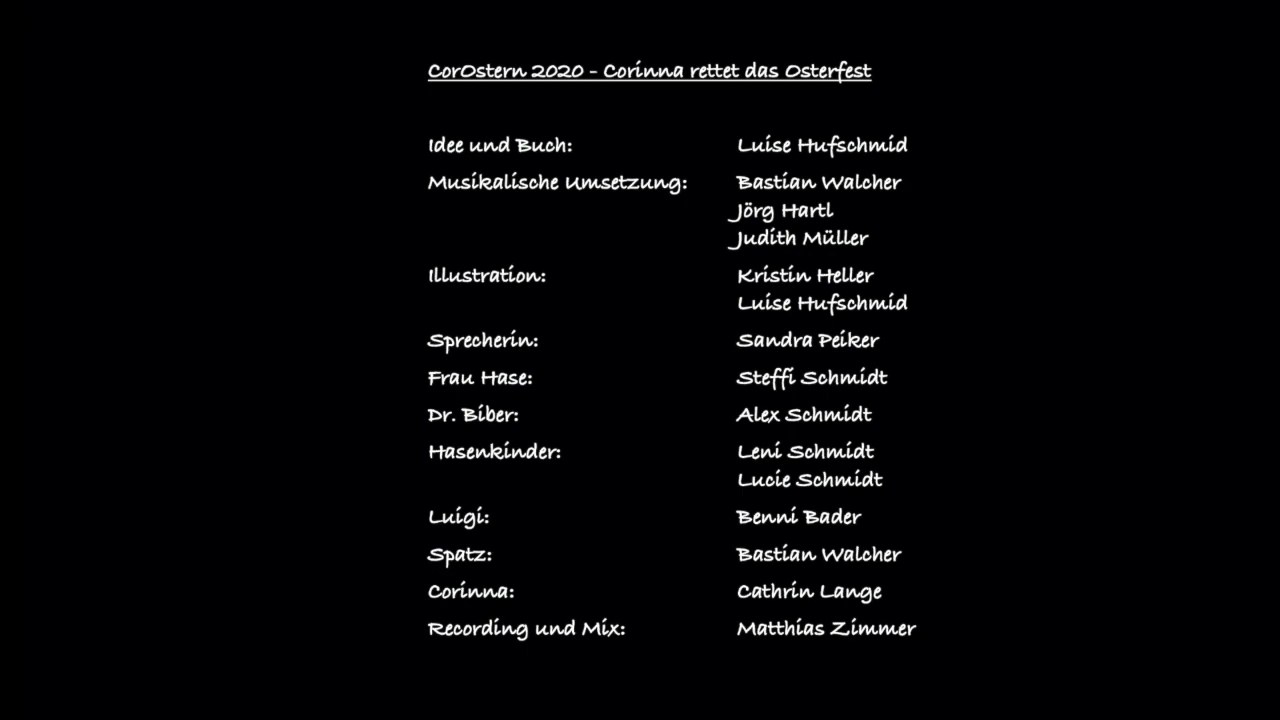 CorOstern 2020 - Corinna rettet das Osterfest
Idee und Buch: Luise Hufschmid
Musikalische Umsetzung: Bastian Walcher
Jörg Hartl
Judith Müller
Illustration: Kristin Heller
Luise Hufschmid
Sprecherin: Sandra Peiker
Frau Hase: Steffi Schmidt
Dr. Biber: Alex Schmidt
Hasenkinder: Leni Schmidt
Lucie Schmidt
Luigi: Benni Bader
Spatz: Bastian Walcher
Corinna: Cathrin Lange
Recording und Mix: Matthias Zimmer